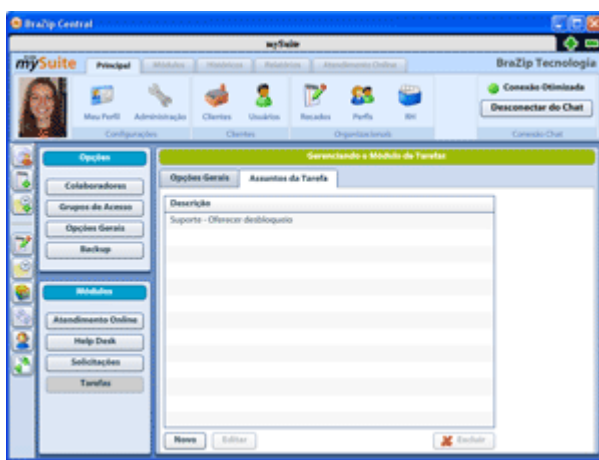 BraZip Central
mySuite
mySuite Principal Módulos Históricos Relatórios Atendimento Online BraZip Tecnologia
Conexão Otimizada
Desconectar do Chat
Meu Perfil Administração Clientes Usuários Recados Perfis RH
Configurações Clientes Organizacionais Conexão Chat
Opções
Colaboradores
Grupos de Acesso
Opções Gerais
Backup
Módulos
Atendimento Online
Help Desk
Solicitações
Tarefas
Gerenciando o Módulo de Tarefas
Opções Gerais Assuntos da Tarefa
Descrição
Suporte - Oferecer desbloqueio
Novo Editar Excluir